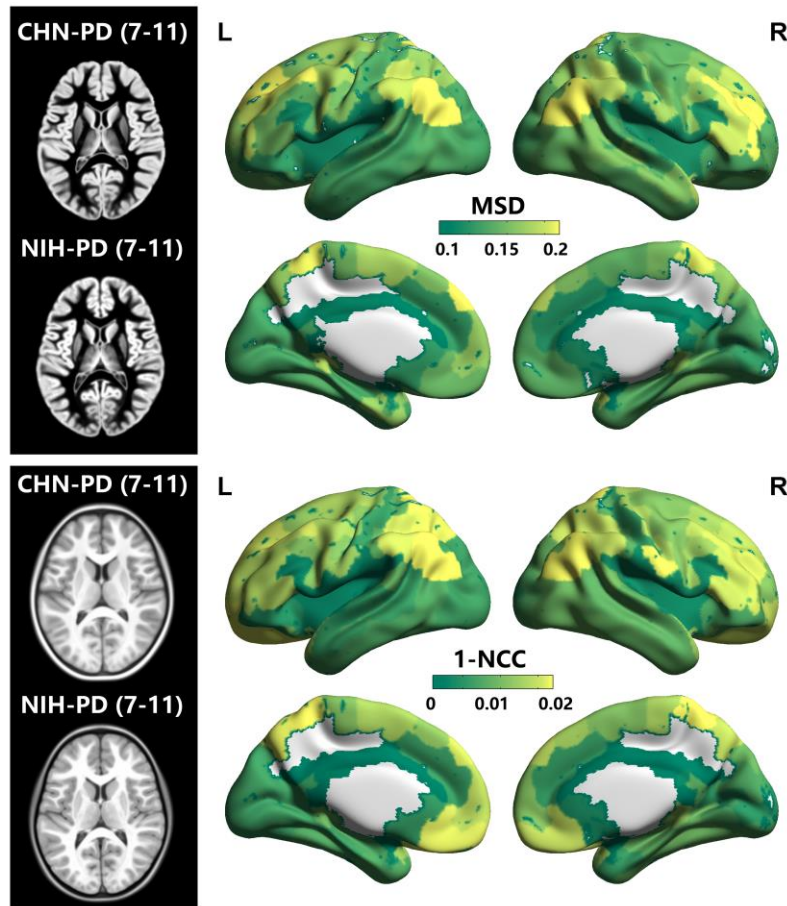 CHN-PD (7-11)
L
R
MSD
0.1 0.15 0.2
NIH-PD (7-11)
CHN-PD (7-11)
L
R
1-NCC
0 0.01 0.02
NIH-PD (7-11)